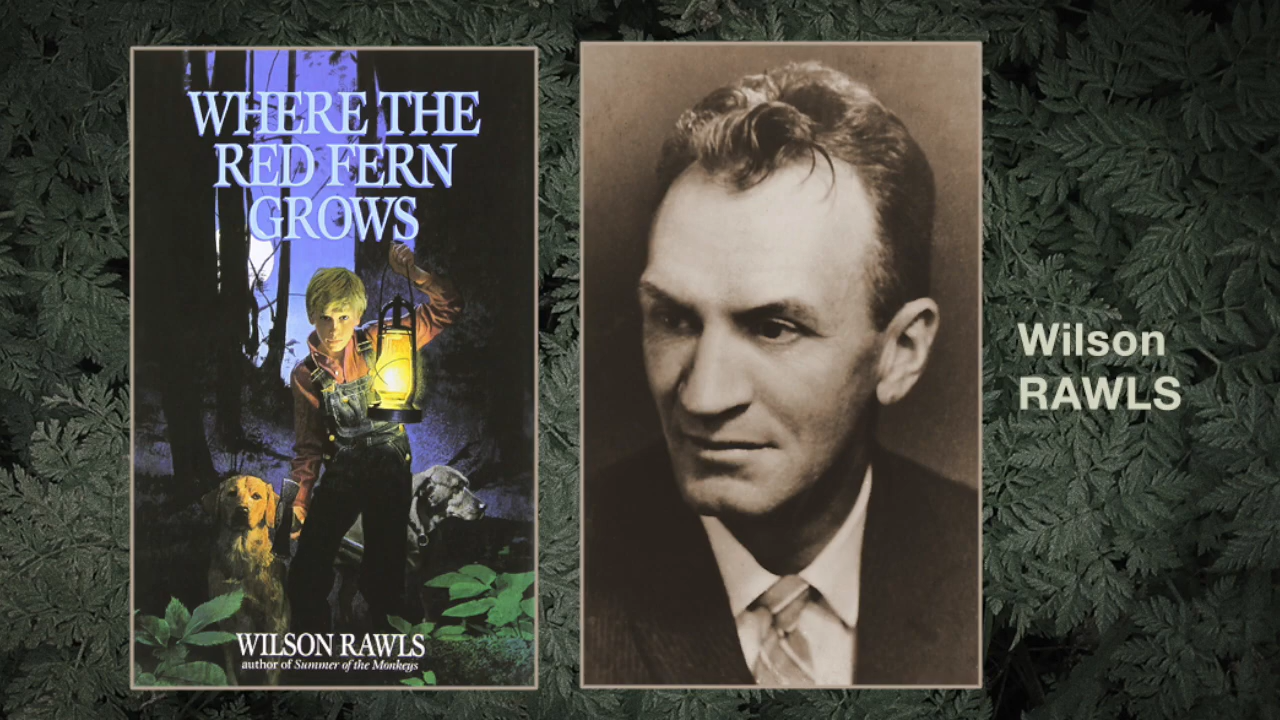 WHERE THE
RED FERN
GROWS
WILSON RAWLS
author of Summer of the Monkeys
Wilson
RAWLS